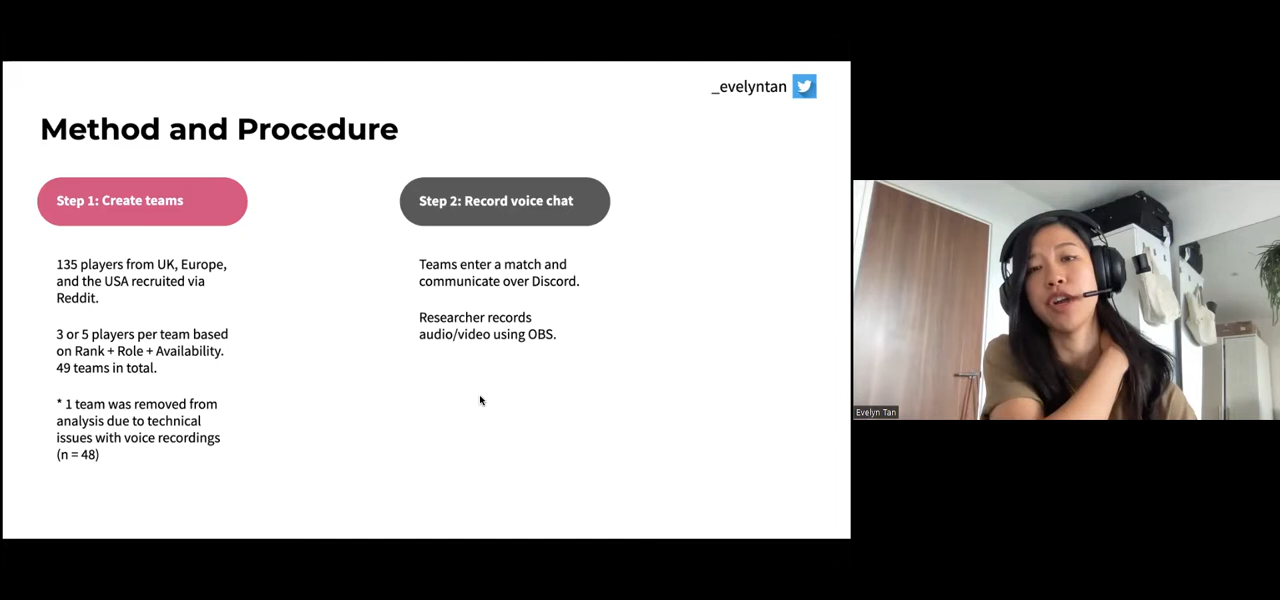 _evelyntan
Method and Procedure
Step 1: Create teams
135 players from UK, Europe,
and the USA recruited via
Reddit.
3 or 5 players per team based
on Rank + Role + Availability.
49 teams in total.
* 1 team was removed from
analysis due to technical
issues with voice recordings
(n = 48)
Step 2: Record voice chat
Teams enter a match and
communicate over Discord.
Researcher records
audio/video using OBS.
Evelyn Tan